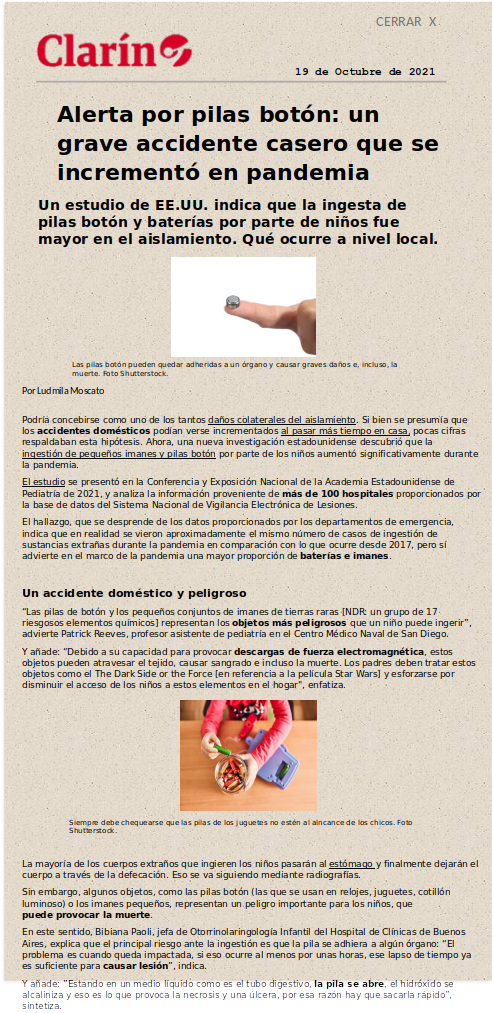 CERRAR X
Clarín
19 de Octubre de 2021
Alerta por pilas botón: un
grave accidente casero que se
incrementó en pandemia
Un estudio de EE.UU. indica que la ingesta de
pilas botón y baterías por parte de niños fue
mayor en el aislamiento. Qué ocurre a nivel local.
Las pilas botón pueden quedar adheridas a un órgano y causar graves daños e, incluso, la
muerte. Foto Shutterstock.
Por Ludmila Moscato
Podría concebirse como uno de los tantos daños colaterales del aislamiento. Si bien se presumía que
los accidentes domésticos podían verse incrementados al pasar más tiempo en casa, pocas cifras
respaldaban esta hipótesis. Ahora, una nueva investigación estadounidense descubrió que la
ingestión de pequeños imanes y pilas botón por parte de los niños aumentó significativamente durante
la pandemia.
El estudio se presentó en la Conferencia y Exposición Nacional de la Academia Estadounidense de
Pediatría de 2021, y analiza la información proveniente de más de 100 hospitales proporcionados por
la base de datos del Sistema Nacional de Vigilancia Electrónica de Lesiones.
El hallazgo, que se desprende de los datos proporcionados por los departamentos de emergencia,
indica que en realidad se vieron aproximadamente el mismo número de casos de ingestión de
sustancias extrañas durante la pandemia en comparación con lo que ocurre desde 2017, pero sí
advierte en el marco de la pandemia una mayor proporción de baterías e imanes.
Un accidente doméstico y peligroso
“Las pilas de botón y los pequeños conjuntos de imanes de tierras raras [NDR: un grupo de 17
riesgosos elementos químicos] representan los objetos más peligrosos que un niño puede ingerir”,
advierte Patrick Reeves, profesor asistente de pediatría en el Centro Médico Naval de San Diego.
Y añade: “Debido a su capacidad para provocar descargas de fuerza electromagnética, estos
objetos pueden atravesar el tejido, causar sangrado e incluso la muerte. Los padres deben tratar estos
objetos como el The Dark Side or the Force [en referencia a la película Star Wars] y esforzarse por
disminuir el acceso de los niños a estos elementos en el hogar”, enfatiza.
Siempre debe chequearse que las pilas de los juguetes no estén al alncance de los chicos. Foto
Shutterstock.
La mayoría de los cuerpos extraños que ingieren los niños pasarán al estómago y finalmente dejarán el
cuerpo a través de la defecación. Eso se va siguiendo mediante radiografías.
Sin embargo, algunos objetos, como las pilas botón (las que se usan en relojes, juguetes, cotillón
luminoso) o los imanes pequeños, representan un peligro importante para los niños, que
puede provocar la muerte.
En este sentido, Bibiana Paoli, jefa de Otorrinolaringología Infantil del Hospital de Clínicas de Buenos
Aires, explica que el principal riesgo ante la ingestión es que la pila se adhiera a algún órgano: “El
problema es cuando queda impactada, si eso ocurre al menos por unas horas, ese lapso de tiempo ya
es suficiente para causar lesión”, indica.
Y añade: “Estando en un medio líquido como es el tubo digestivo, la pila se abre, el hidróxido se
alcaliniza y eso es lo que provoca la necrosis y una úlcera, por esa razón hay que sacarla rápido”,
sintetiza.